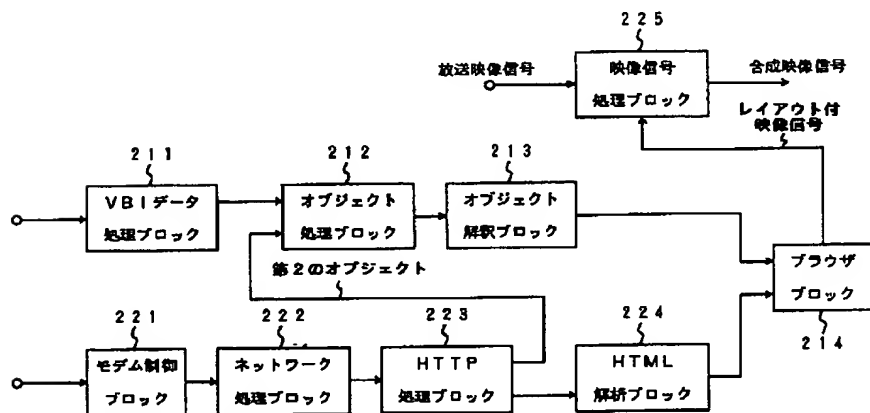 225
放送映像信号
映像信号
処理ブロック
合成映像信号
レイアウト付
映像信号
211
VBIデータ
処理ブロック
212
オブジェクト
処理ブロック
213
オブジェクト
解釈ブロック
第2のオブジェクト
ブラウザ
ブロック
214
221
モデム制御
ブロック
222
ネットワーク
処理ブロック
223
HTTP
処理ブロック
224
HTML
解析ブロック